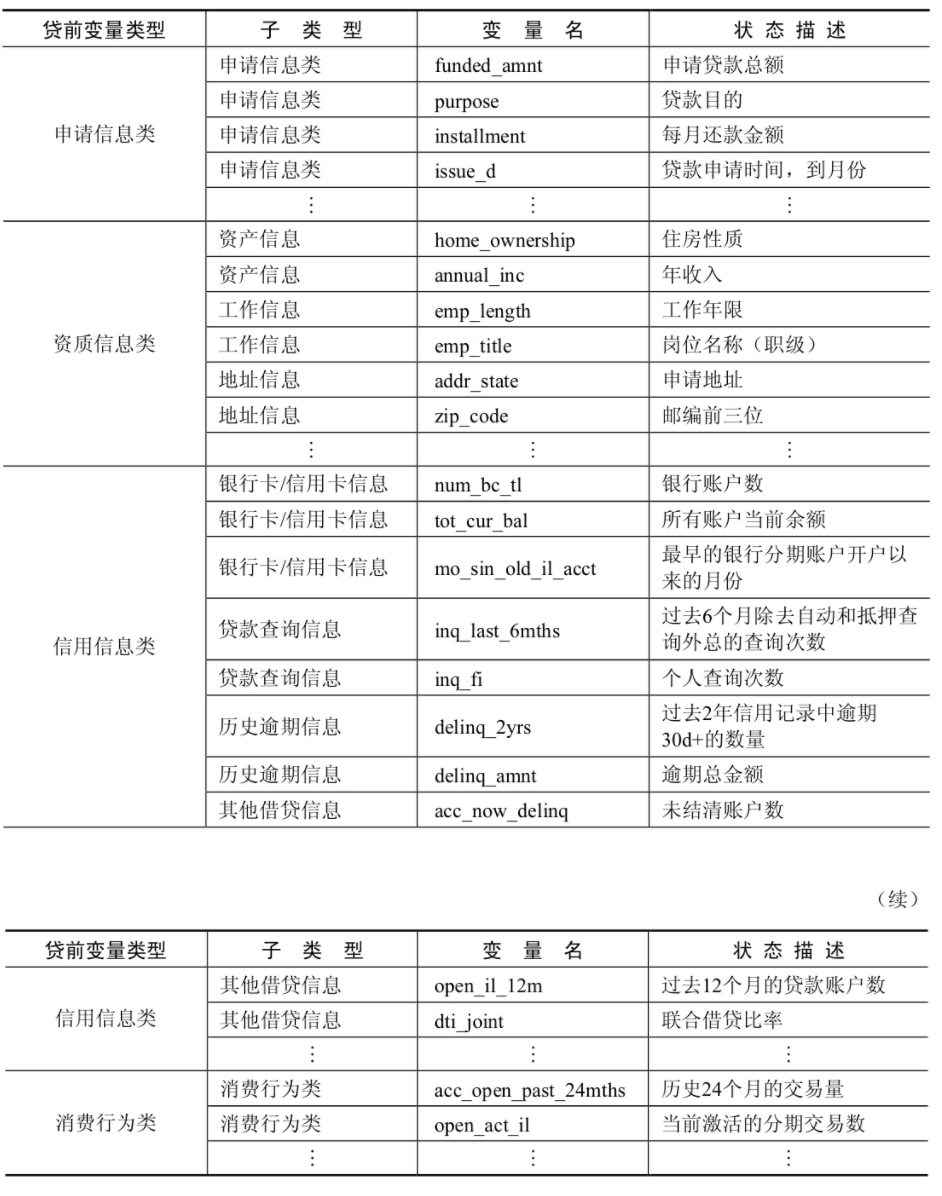 贷前变量类型 子 类 型 变 量 名 状 态 描 述
申请信息类 funded_amnt 申请贷款总额
申请信息类 purpose 贷款目的
申请信息类
申请信息类 installment 每月还款金额
申请信息类 issue_d 贷款申请时间，到月份
⋮ ⋮ ⋮
资产信息 home_ownership 住房性质
资产信息 annual_inc 年收入
工作信息 emp_length 工作年限
资质信息类
工作信息 emp_title 岗位名称（职级）
地址信息 addr_state 申请地址
地址信息 zip_code 邮编前三位
⋮ ⋮ ⋮
银行卡/信用卡信息 num_bc_tl 银行账户数
银行卡/信用卡信息 tot_cur_bal 所有账户当前余额
银行卡/信用卡信息 mo_sin_old_il_acct 最早的银行分期账户开户以
来的月份
信用信息类
贷款查询信息 inq_last_6mths 过去6个月除去自动和抵押查
询外总的查询次数
贷款查询信息 inq_fi 个人查询次数
历史逾期信息 delinq_2yrs 过去2年信用记录中逾期
30d+的数量
历史逾期信息 delinq_amnt 逾期总金额
其他借贷信息 acc_now_delinq 未结清账户数
（续）
贷前变量类型 子 类 型 变 量 名 状 态 描 述
其他借贷信息 open_il_12m 过去12个月的贷款账户数
信用信息类 其他借贷信息 dti_joint 联合借贷比率
⋮ ⋮ ⋮
消费行为类 acc_open_past_24mths 历史24个月的交易量
消费行为类 消费行为类 open_act_il 当前激活的分期交易数
⋮ ⋮ ⋮